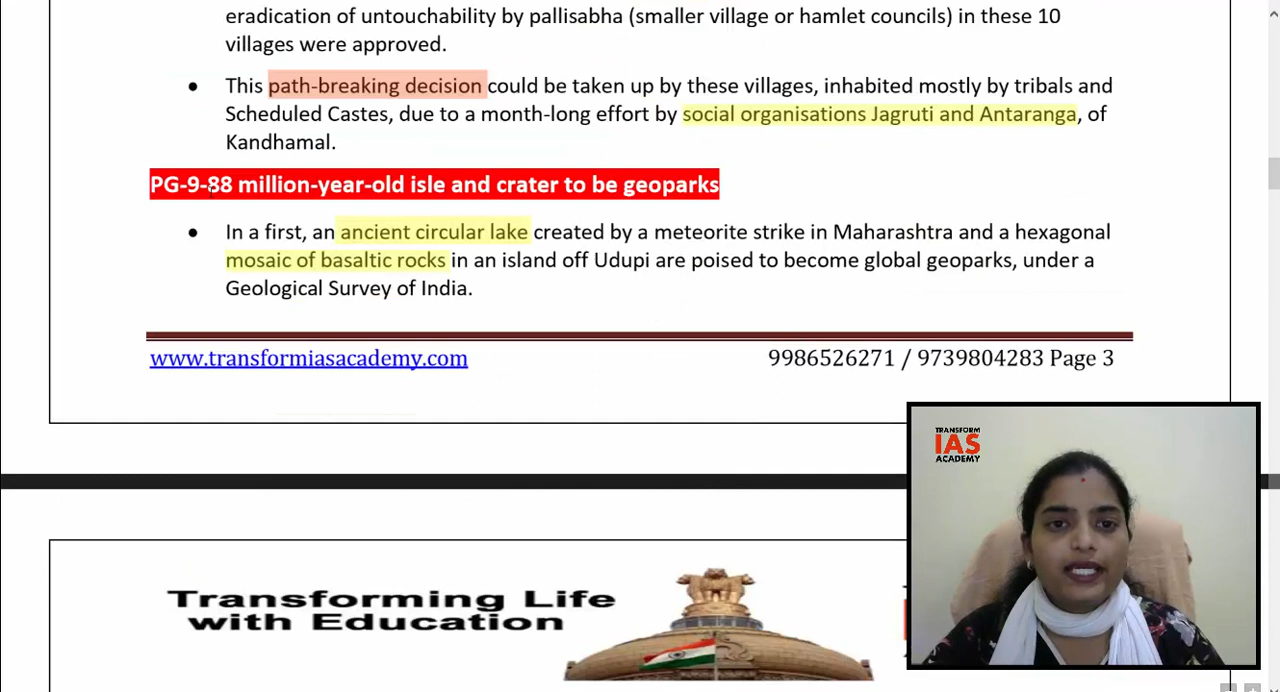 eradication of untouchability by pallisabha (smaller village or hamlet councils) in these 10
villages were approved.
• This path-breaking decision could be taken up by these villages, inhabited mostly by tribals and
Scheduled Castes, due to a month-long effort by social organisations Jagruti and Antaranga, of
Kandhamal.
PG-9-88 million-year-old isle and crater to be geoparks
• In a first, an ancient circular lake created by a meteorite strike in Maharashtra and a hexagonal
mosaic of basaltic rocks in an island off Udupi are poised to become global geoparks, under a
Geological Survey of India.
www.transformiasacademy.com 9986526271 / 9739804283 Page 3
TRANSFORM
IAS
ACADEMY
Transforming Life
with Education